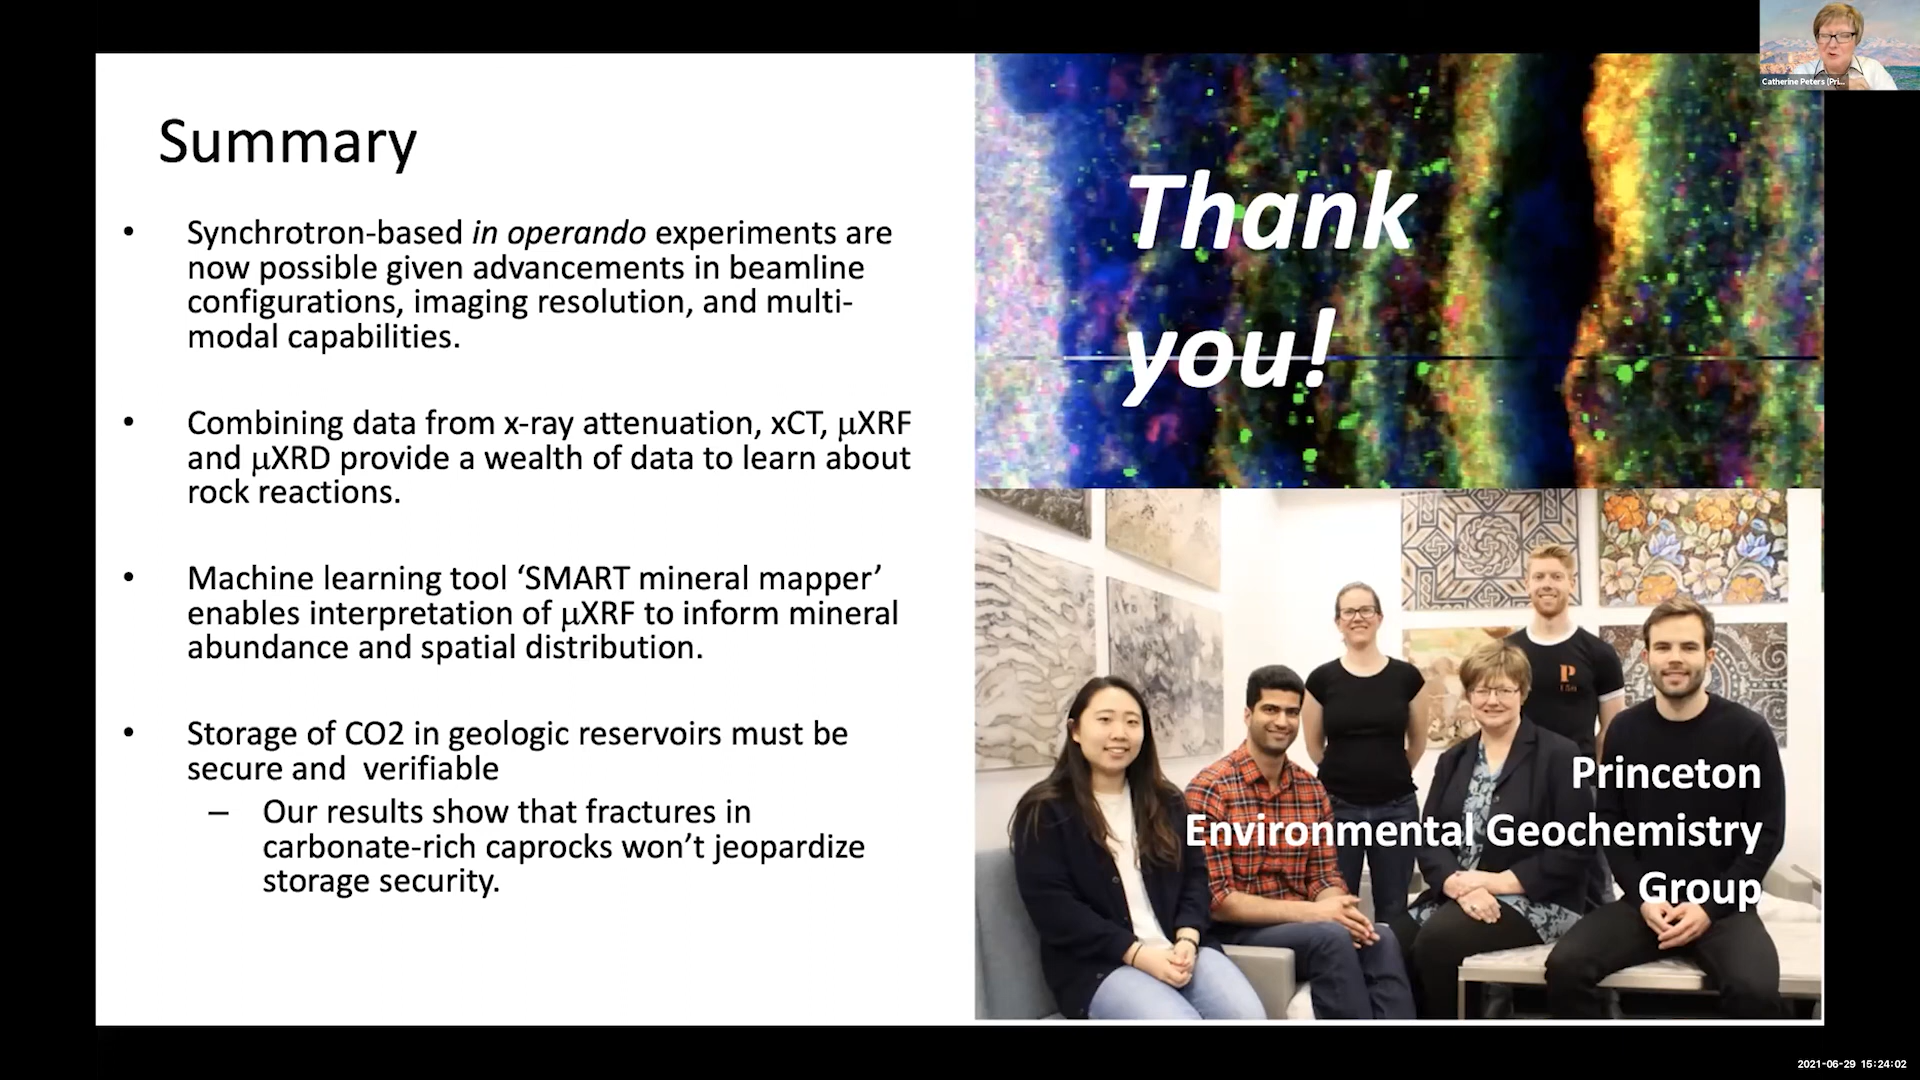 Summary
• Synchrotron-based in operando experiments are
now possible given advancements in beamline
configurations, imaging resolution, and multi-
modal capabilities.
• Combining data from x-ray attenuation, xCT, μXRF
and μXRD provide a wealth of data to learn about
rock reactions.
• Machine learning tool ‘SMART mineral mapper’
enables interpretation of μXRF to inform mineral
abundance and spatial distribution.
• Storage of CO2 in geologic reservoirs must be
secure and  verifiable
– Our results show that fractures in
carbonate-rich caprocks won’t jeopardize
storage security.
Thank
you!
P
Princeton
Environmental Geochemistry
Group
Catherine Peters (Pri...
2021-06-29 15:24:02